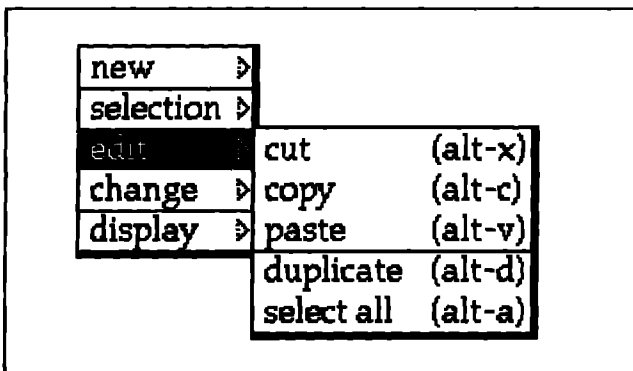 new
selection
edit
change
display
cut (alt-x)
copy (alt-c)
paste (alt-v)
duplicate (alt-d)
select all (alt-a)